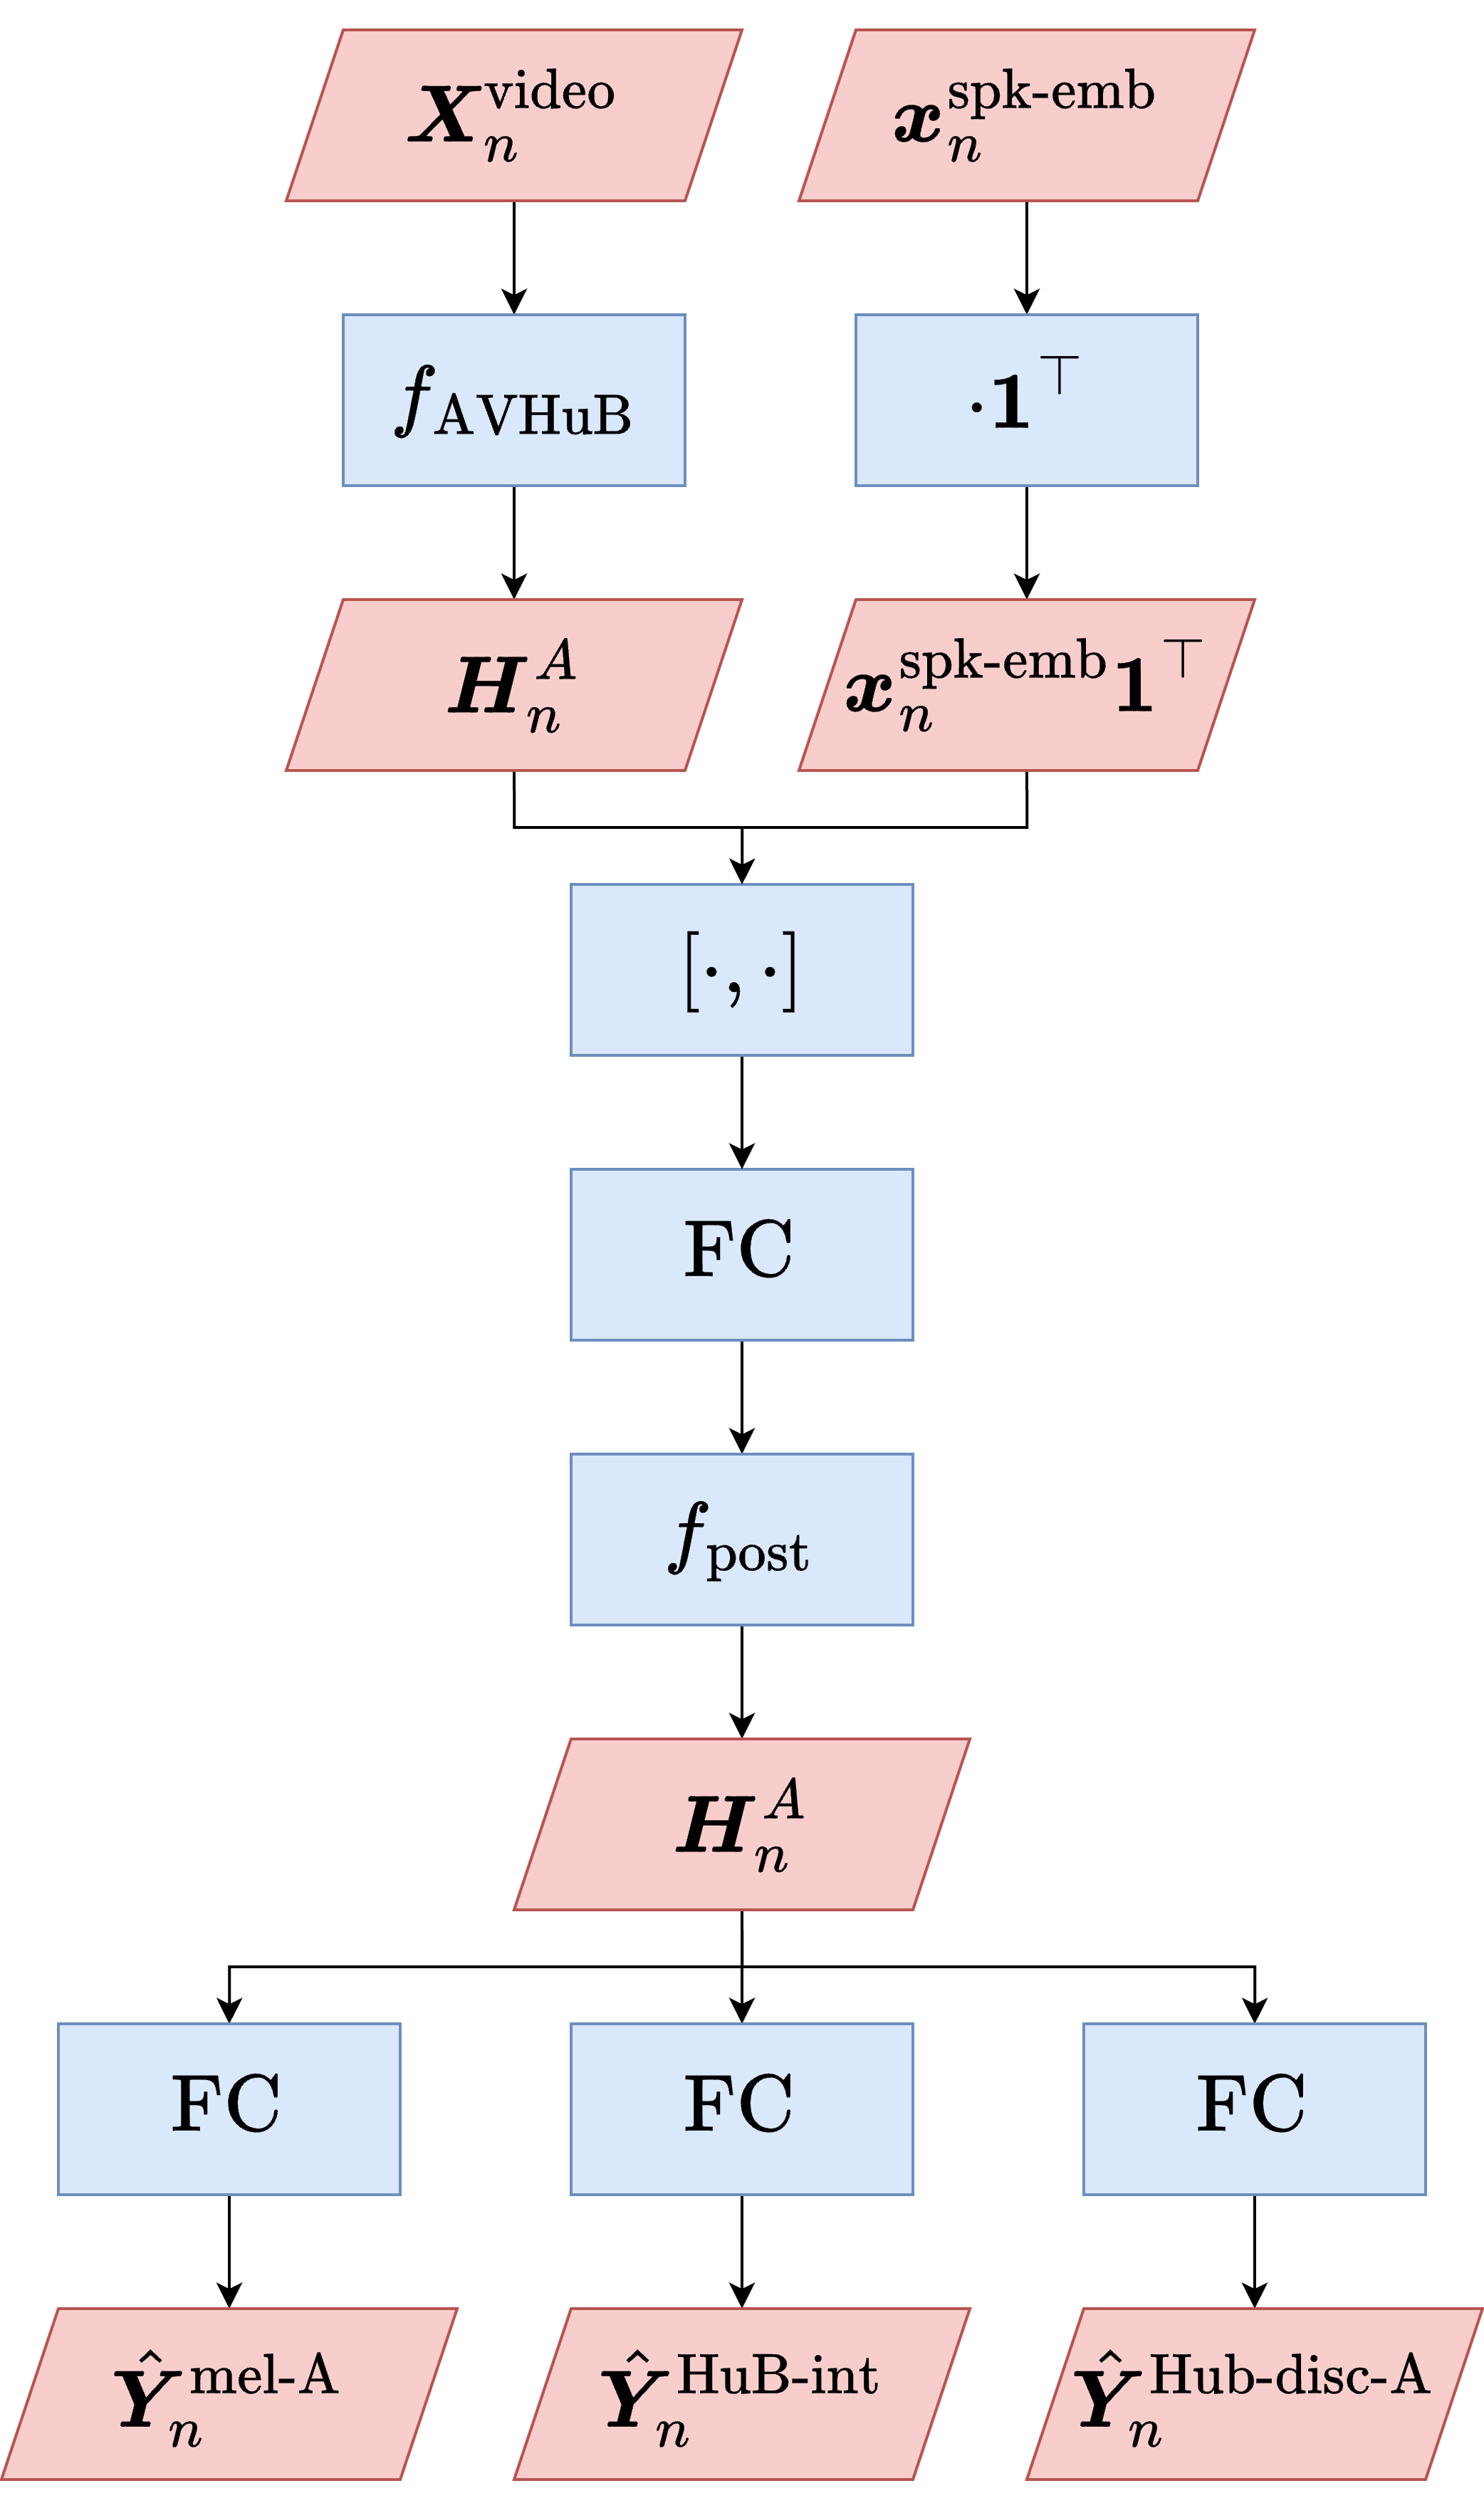 $\boldsymbol{X}_n^{\text{video}}$
$\boldsymbol{x}_n^{\text{spk-emb}}$
$f_{\text{AVHuB}}$
$\cdot \boldsymbol{1}^\top$
$\boldsymbol{H}_n^A$
$\boldsymbol{x}_n^{\text{spk-emb}} \boldsymbol{1}^\top$
$[\cdot, \cdot]$
FC
$f_{\text{post}}$
$\boldsymbol{H}_n^A$
FC
FC
FC
$\hat{\boldsymbol{Y}}_n^{\text{mel-A}}$
$\hat{\boldsymbol{Y}}_n^{\text{HuB-int}}$
$\hat{\boldsymbol{Y}}_n^{\text{Hub-disc-A}}$